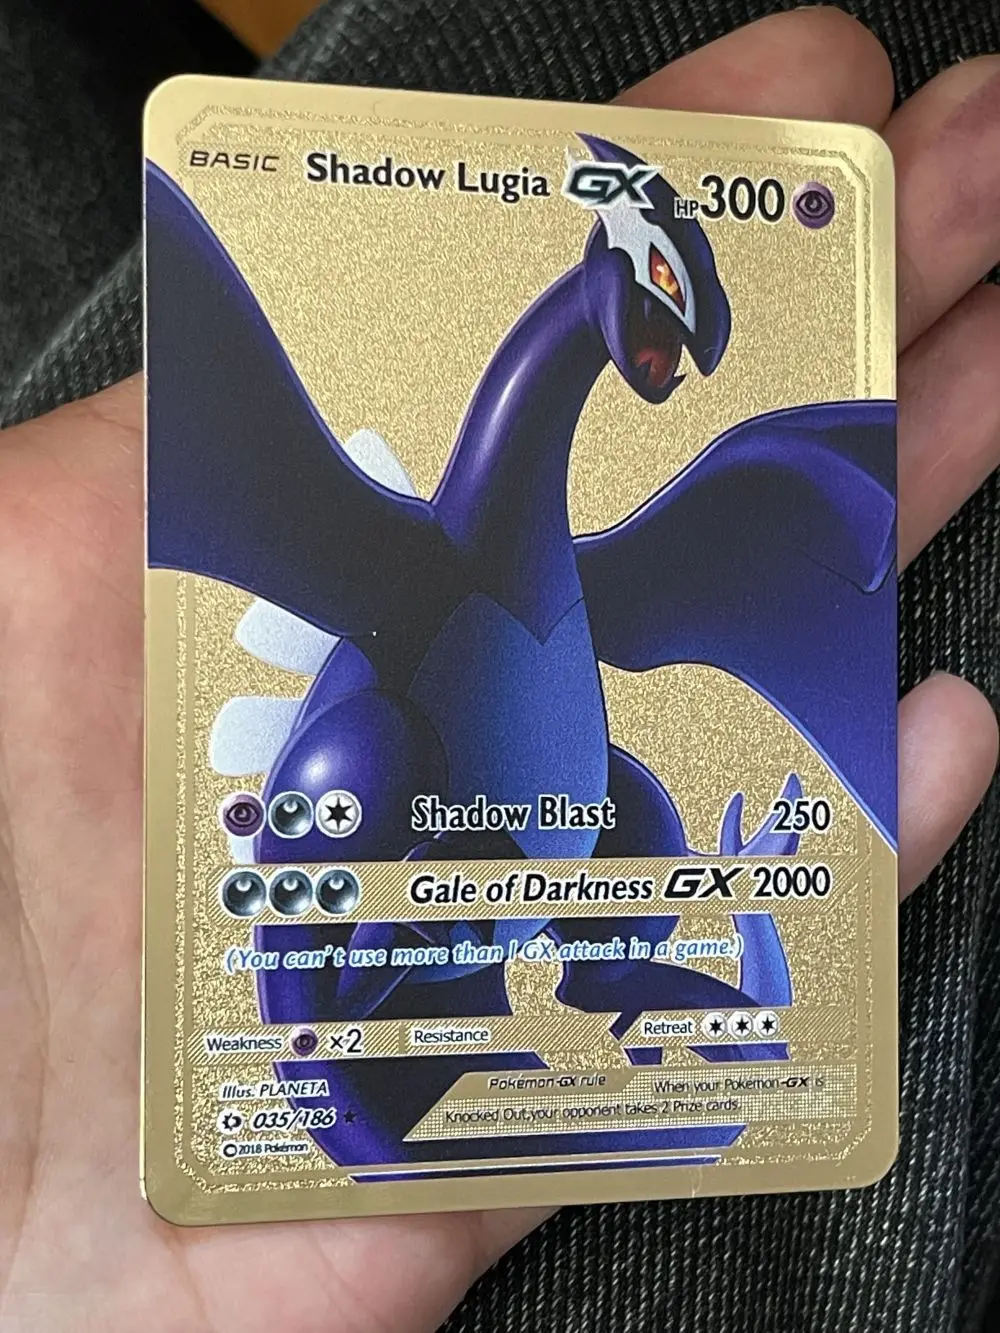 BASIC Shadow Lugia GX HP300
Shadow Blast 250
Gale of Darkness GX 2000
(You can't use more than 1 GX attack in a game.)
Weakness ×2 Resistance Retreat
Illus. PLANETA
Pokémon-GX rule When your Pokémon-GX is
Knocked Out,your opponent takes 2 Prize cards.
035/186
©2018 Pokémon